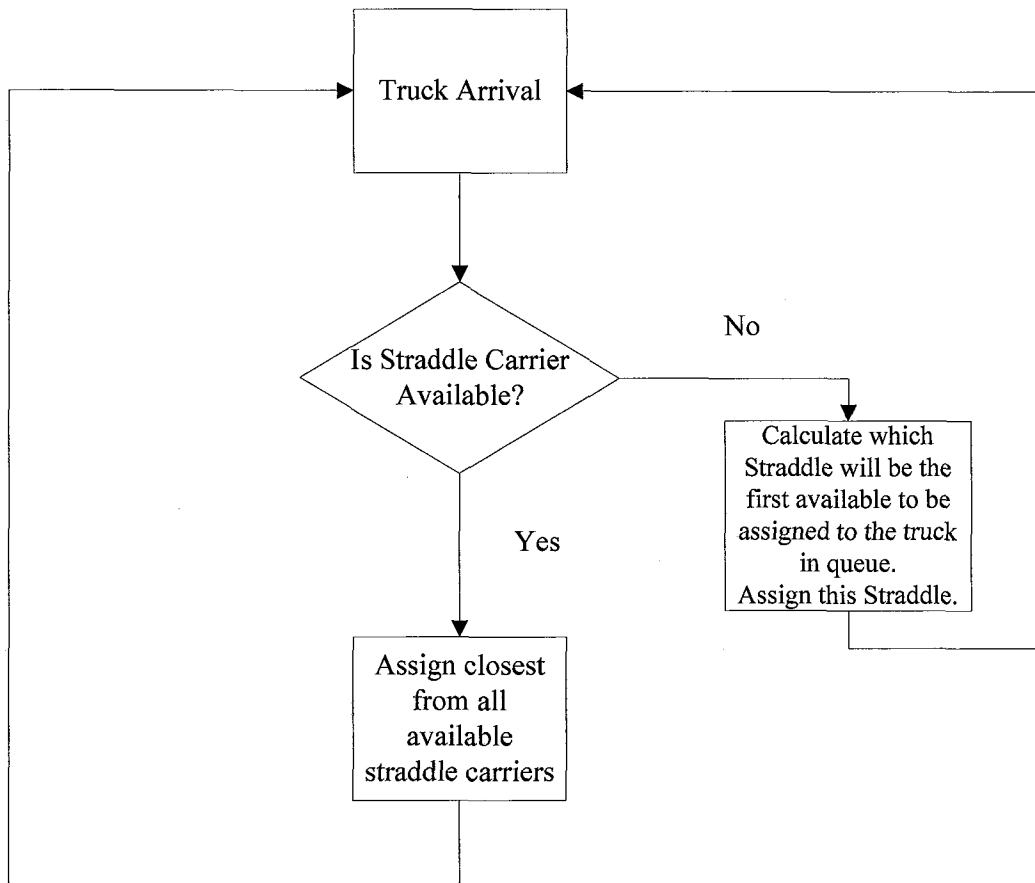 Truck Arrival
Is Straddle Carrier
Available?
No
Calculate which
Straddle will be the
first available to be
assigned to the truck
in queue.
Assign this Straddle.
Yes
Assign closest
from all
available
straddle carriers